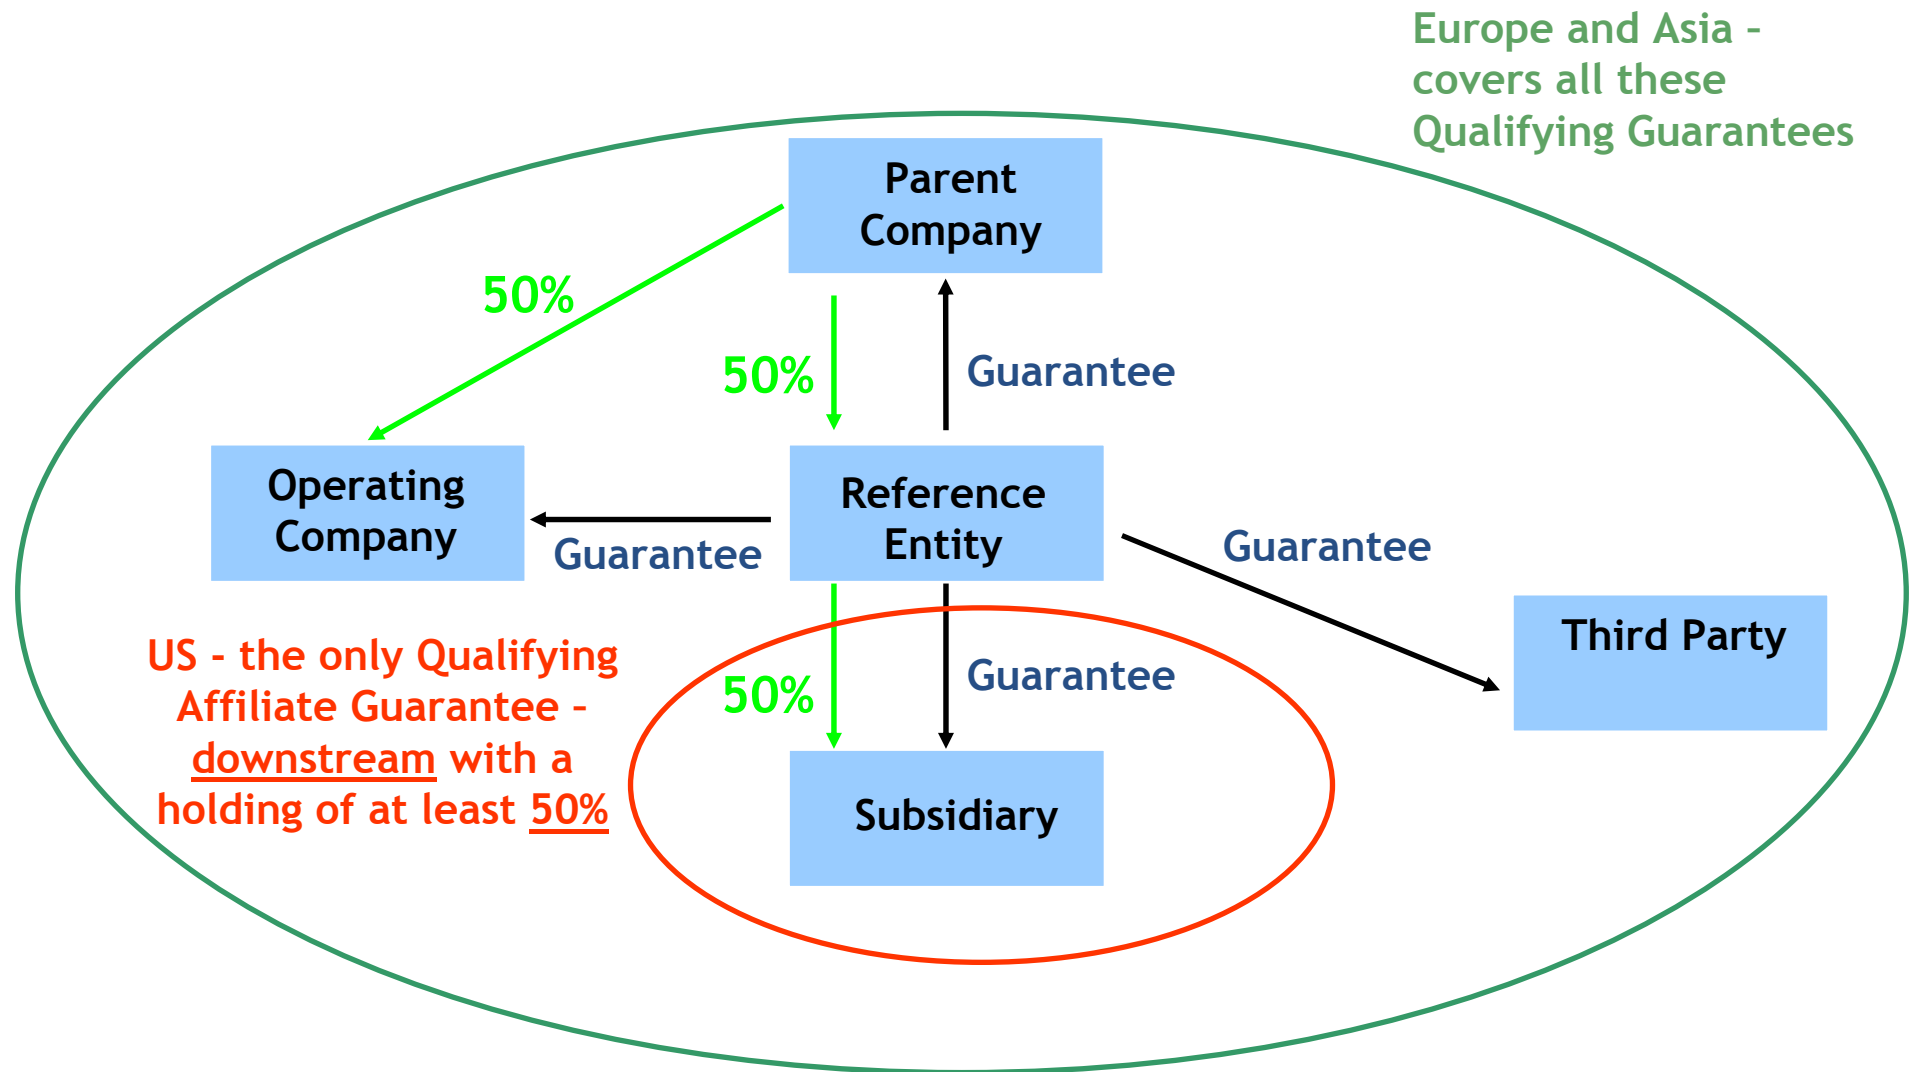 Europe and Asia –
covers all these
Qualifying Guarantees
Parent
Company
50%
50%
Guarantee
Operating
Company
Reference
Entity
Guarantee
Guarantee
Third Party
US - the only Qualifying
Affiliate Guarantee –
downstream with a
holding of at least 50%
50%
Guarantee
Subsidiary